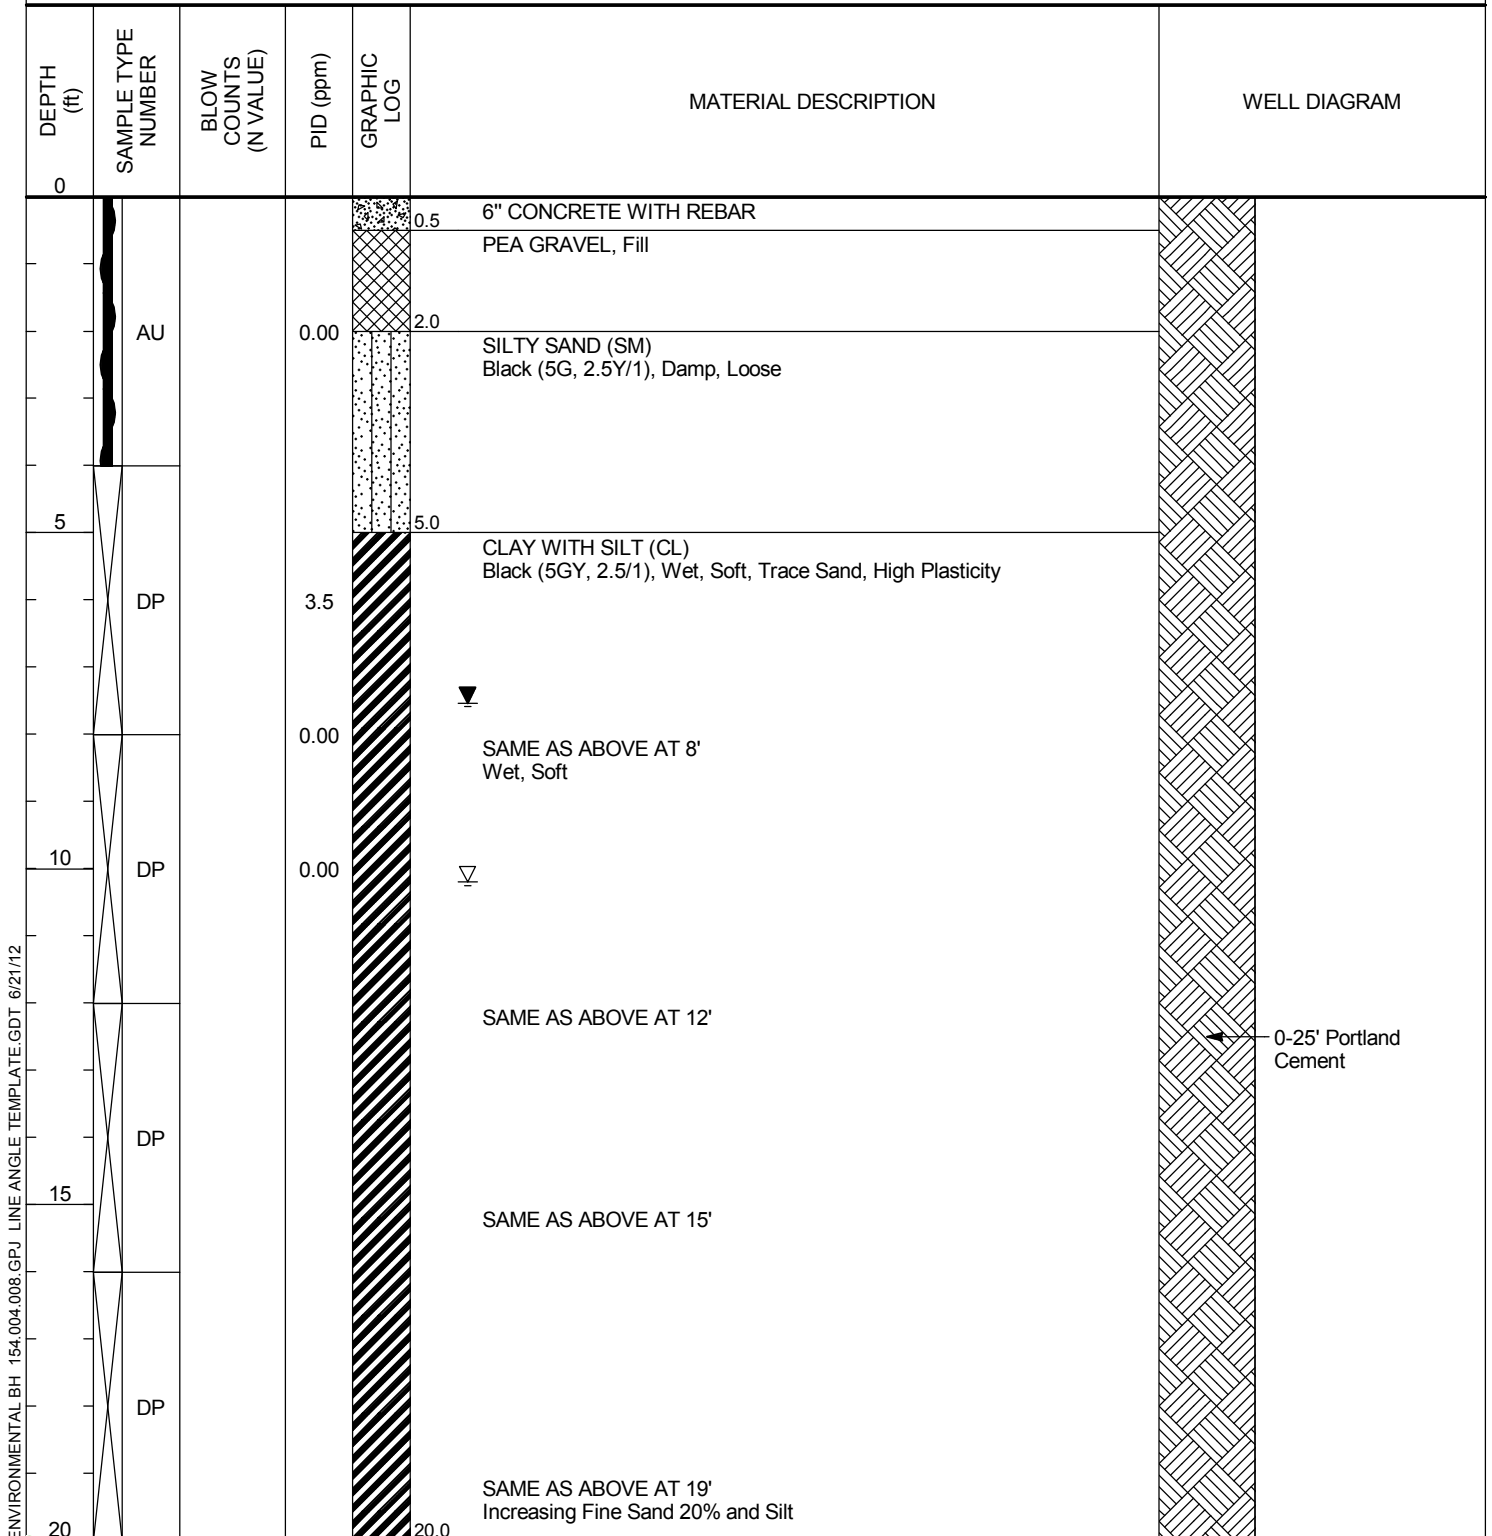 DEPTH
(ft)
SAMPLE TYPE
NUMBER
BLOW
COUNTS
(N VALUE)
PID (ppm)
GRAPHIC
LOG
MATERIAL DESCRIPTION
WELL DIAGRAM
0
6" CONCRETE WITH REBAR
0.5
PEA GRAVEL, Fill
AU
0.00
2.0
SILTY SAND (SM)
Black (5G, 2.5Y/1), Damp, Loose
5
5.0
CLAY WITH SILT (CL)
Black (5GY, 2.5/1), Wet, Soft, Trace Sand, High Plasticity
DP
3.5
0.00
SAME AS ABOVE AT 8'
Wet, Soft
10
DP
0.00
SAME AS ABOVE AT 12'
0-25' Portland
Cement
DP
15
SAME AS ABOVE AT 15'
DP
SAME AS ABOVE AT 19'
Increasing Fine Sand 20% and Silt
20
20.0
ENVIRONMENTAL BH 154.004.008.GPJ LINE ANGLE TEMPLATE.GDT 6/21/12